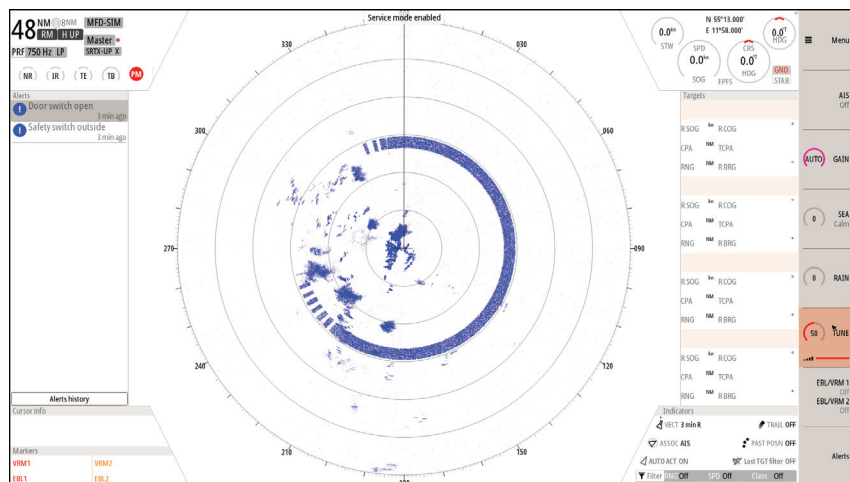 48 NM 8NM MFD-SIM
RM H UP Master
PRF 750 Hz LP SRTX-UP X
NR IR TE TB PM
Alerts
Door switch open
3 min ago
Safety switch outside
3 min ago
Alerts history
Cursor info
Markers
VRM1 VRM2
EBL1 EBL2
Service mode enabled
330 030
300 060
270 090
240 120
210 150
0.0kn
STW
SPD
0.0kn
SOG
EPFS
N 55°13.000'
E 11°58.000'
CRS
0.0°T
HDG
0.0°T
HDG
GND
STAB
Targets
R SOG kn R COG °
CPA NM TCPA
RNG NM R BRG °
R SOG kn R COG °
CPA NM TCPA
RNG NM R BRG °
R SOG kn R COG °
CPA NM TCPA
RNG NM R BRG °
R SOG kn R COG °
CPA NM TCPA
RNG NM R BRG °
Indicators
VECT 3 min R TRAIL OFF
ASSOC AIS PAST POSN OFF
AUTO ACT ON Lost TGT filter OFF
Filter RNG Off SPD Off Class Off
Menu
AIS
Off
AUTO GAIN
0 SEA
Calm
0 RAIN
50 TUNE
EBL/VRM 1
Off
EBL/VRM 2
Off
Alerts